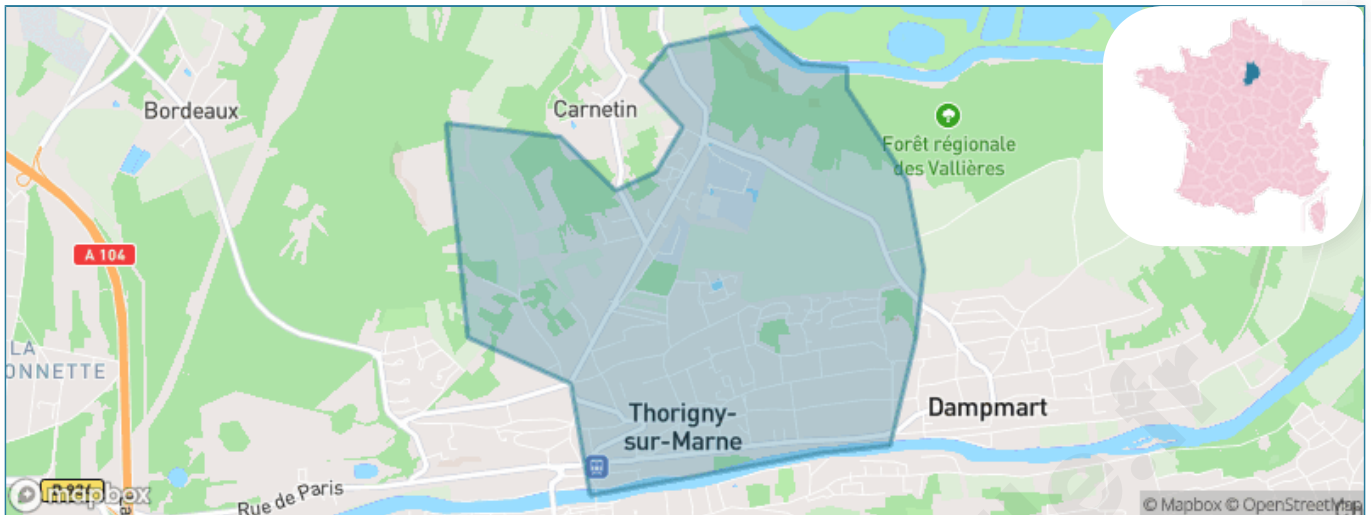 Bordeaux
Carnetin
Forêt régionale
des Vallières
A 104
LA
ONNETTE
Thorigny-
sur-Marne
Dampmart
Rue de Paris
mapbox
© Mapbox © OpenStreetMap